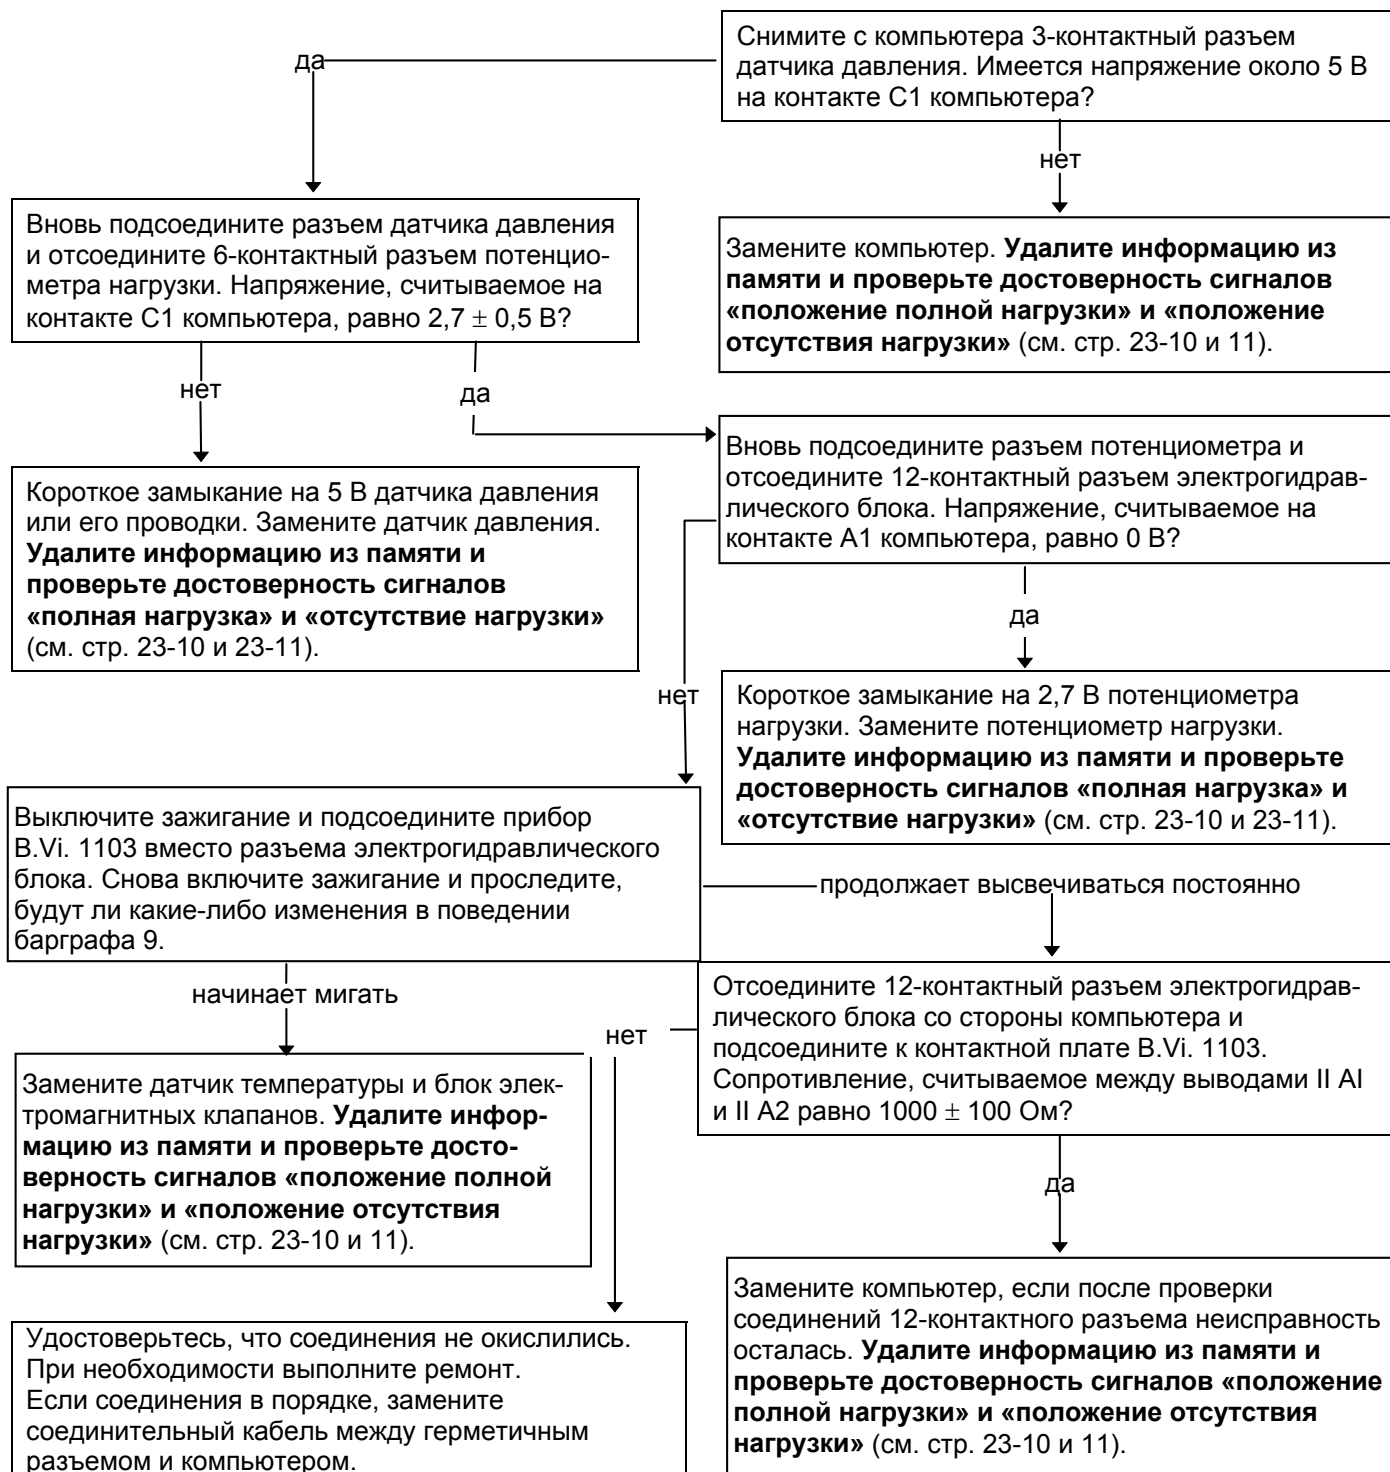 Снимите с компьютера 3-контактный разъем
датчика давления. Имеется напряжение около 5 В
на контакте С1 компьютера?
да
нет
Вновь подсоедините разъем датчика давления
и отсоедините 6-контактный разъем потенцио-
метра нагрузки. Напряжение, считываемое на
контакте С1 компьютера, равно 2,7 ± 0,5 В?
Замените компьютер. Удалите информацию из
памяти и проверьте достоверность сигналов
«положение полной нагрузки» и «положение
отсутствия нагрузки» (см. стр. 23-10 и 11).
нет
да
Вновь подсоедините разъем потенциометра и
отсоедините 12-контактный разъем электрогидрав-
лического блока. Напряжение, считываемое на
контакте А1 компьютера, равно 0 В?
Короткое замыкание на 5 В датчика давления
или его проводки. Замените датчик давления.
Удалите информацию из памяти и
проверьте достоверность сигналов
«полная нагрузка» и «отсутствие нагрузки»
(см. стр. 23-10 и 23-11).
да
нет
Короткое замыкание на 2,7 В потенциометра
нагрузки. Замените потенциометр нагрузки.
Удалите информацию из памяти и проверьте
достоверность сигналов «полная нагрузка» и
«отсутствие нагрузки» (см. стр. 23-10 и 23-11).
Выключите зажигание и подсоедините прибор
B.Vi. 1103 вместо разъема электрогидравлического
блока. Снова включите зажигание и проследите,
будут ли какие-либо изменения в поведении
барграфа 9.
продолжает высвечиваться постоянно
начинает мигать
Отсоедините 12-контактный разъем электрогидрав-
лического блока со стороны компьютера и
подсоедините к контактной плате B.Vi. 1103.
Сопротивление, считываемое между выводами II AI
и II A2 равно 1000 ± 100 Ом?
нет
Замените датчик температуры и блок элек-
тромагнитных клапанов. Удалите инфор-
мацию из памяти и проверьте досто-
верность сигналов «положение полной
нагрузки» и «положение отсутствия
нагрузки» (см. стр. 23-10 и 11).
да
Замените компьютер, если после проверки
соединений 12-контактного разъема неисправность
осталась. Удалите информацию из памяти и
проверьте достоверность сигналов «положение
полной нагрузки» и «положение отсутствия
нагрузки» (см. стр. 23-10 и 11).
Удостоверьтесь, что соединения не окислились.
При необходимости выполните ремонт.
Если соединения в порядке, замените
соединительный кабель между герметичным
разъемом и компьютером.